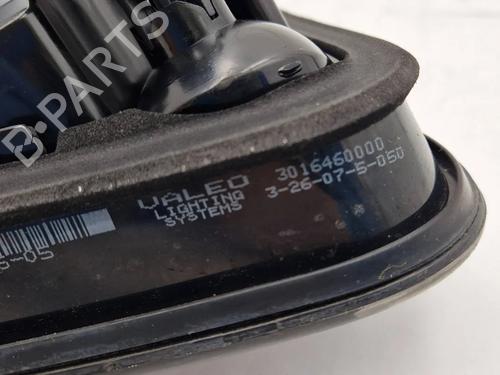 B-PARTS
VALEO
LIGHTING
SYSTEMS
3016460000
3-26-07-5-050